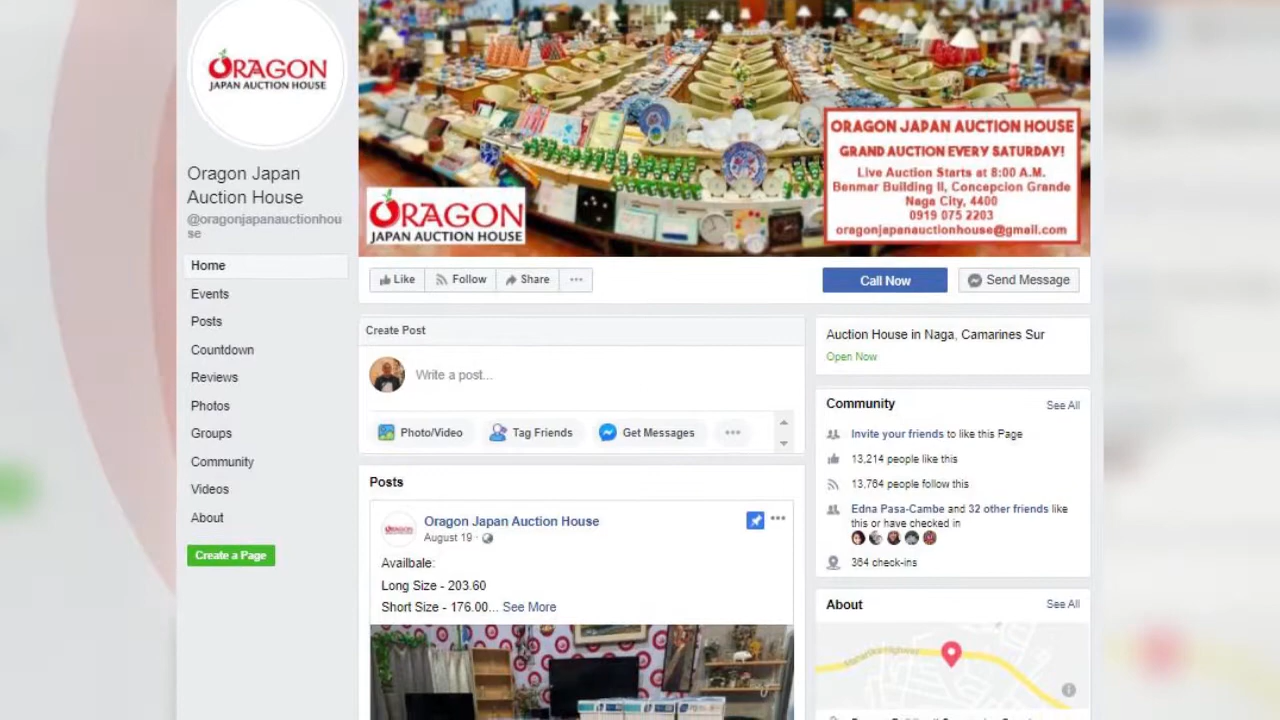 ORAGON
JAPAN AUCTION HOUSE
Oragon Japan
Auction House
@oragonjapanauctionhou
se
Home
Events
Posts
Countdown
Reviews
Photos
Groups
Community
Videos
About
Create a Page
ORAGON
JAPAN AUCTION HOUSE
ORAGON JAPAN AUCTION HOUSE
GRAND AUCTION EVERY SATURDAY!
Live Auction Starts at 8:00 A.M.
Benmar Building II, Concepcion Grande
Naga City, 4400
0919 075 2203
oragonjapanauctionhouse@gmail.com
Like
Follow
Share
Call Now
Send Message
Create Post
Write a post...
Photo/Video
Tag Friends
Get Messages
Posts
Oragon Japan Auction House
August 19
Availbale:
Long Size - 203.60
Short Size - 176.00... See More
Auction House in Naga, Camarines Sur
Open Now
Community
See All
Invite your friends to like this Page
13,214 people like this
13,764 people follow this
Edna Pasa-Cambe and 32 other friends like
this or have checked in
364 check-ins
About
See All
Maharlika Highway